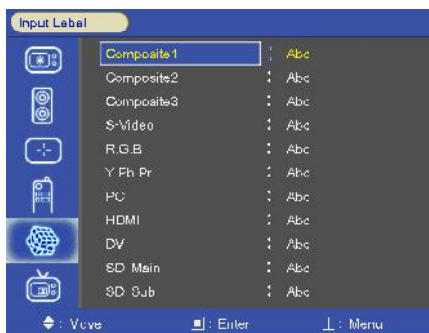 Input Label
Composite1 : Abc
Composite2 : Abc
Composite3 : Abc
S-Video : Abc
R.G.B : Abc
Y Pb Pr : Abc
PC : Abc
HDMI : Abc
DV : Abc
SD Main : Abc
SD Sub : Abc
: Move : Enter : Menu